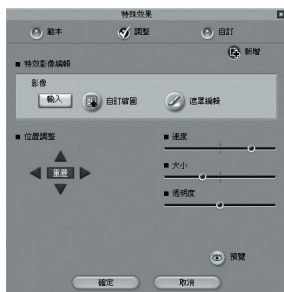 特殊效果
範本
調整
自訂
新增
特效影像編輯
影像
輸入
自訂縮圖
遮罩編輯
位置調整
重置
速度
大小
透明度
預覽
確定
取消